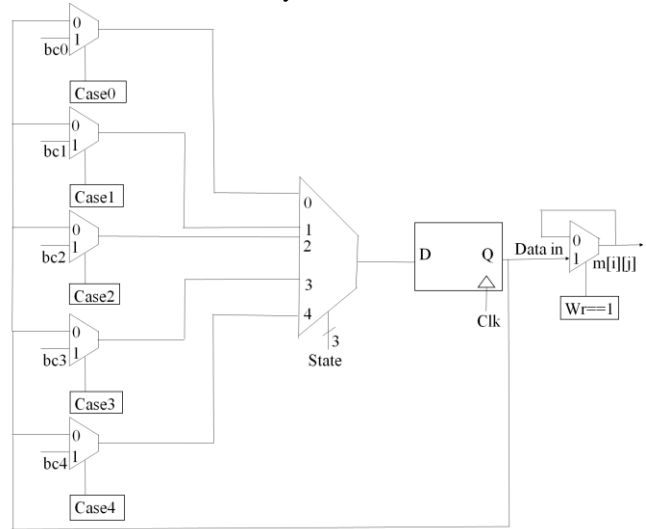 0
1
bc0
Case0
0
1
bc1
Case1
0
1
bc2
Case2
0
1
bc3
Case3
0
1
bc4
Case4
0
1
2
3
4
3
State
D
Q
Clk
Data in
0
1
m[i][j]
Wr==1